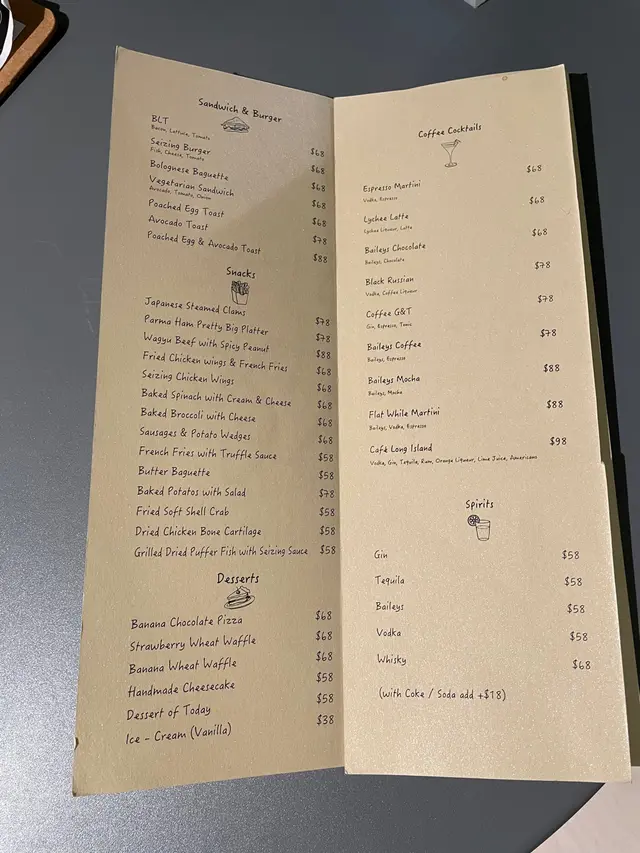 Sandwich & Burger
BLT $68
Bacon, Lettuce, Tomato
Seizing Burger $68
Fish, Cheese, Tomato
Bolognese Baguette $68
Vegetarian Sandwich $68
Avocado, Tomato, Onion
Poached Egg Toast $68
Avocado Toast $78
Poached Egg & Avocado Toast $88
Snacks
Japanese Steamed Clams $78
Parma Ham Pretty Big Platter $78
Wagyu Beef with Spicy Peanut $88
Fried Chicken wings & French Fries $68
Seizing Chicken Wings $68
Baked Spinach with Cream & Cheese $68
Baked Broccoli with Cheese $68
Sausages & Potato Wedges $68
French Fries with Truffle Sauce $58
Butter Baguette $58
Baked Potatos with Salad $78
Fried Soft Shell Crab $58
Dried Chicken Bone Cartilage $58
Grilled Dried Puffer Fish with Seizing Sauce $58
Desserts
Banana Chocolate Pizza $68
Strawberry Wheat Waffle $68
Banana Wheat Waffle $68
Handmade Cheesecake $58
Dessert of Today $58
Ice - Cream (Vanilla) $38
Coffee Cocktails
Espresso Martini $68
Vodka, Espresso
Lychee Latte $68
Lychee Liqueur, Latte
Baileys Chocolate $68
Baileys, Chocolate
Black Russian $78
Vodka, Coffee Liqueur
Coffee G&T $78
Gin, Espresso, Tonic
Baileys Coffee $78
Baileys, Espresso
Baileys Mocha $88
Baileys, Mocha
Flat While Martini $88
Baileys, Vodka, Espresso
Café Long Island $98
Vodka, Gin, Tequila, Rum, Orange Liqueur, Lime Juice, Americano
Spirits
Gin $58
Tequila $58
Baileys $58
Vodka $58
Whisky $68
(with Coke / Soda add +$18)